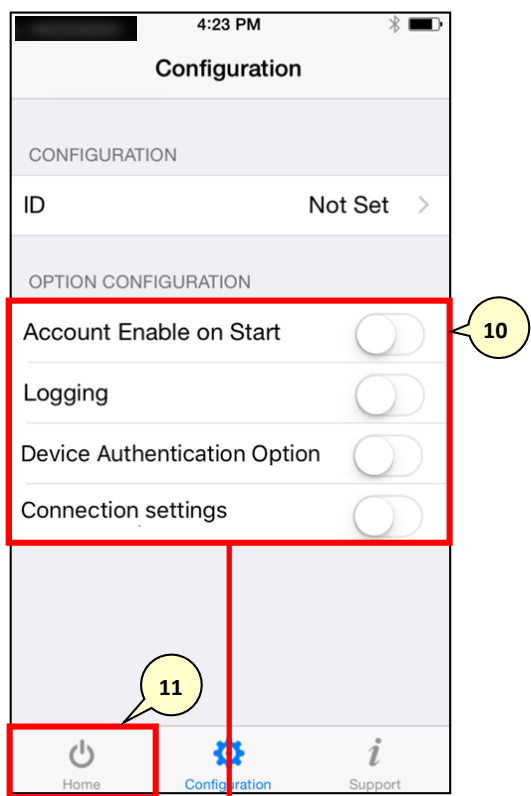 4:23 PM
Configuration
CONFIGURATION
ID Not Set
OPTION CONFIGURATION
Account Enable on Start
10
Logging
Device Authentication Option
Connection settings
11
Home Configuration Support